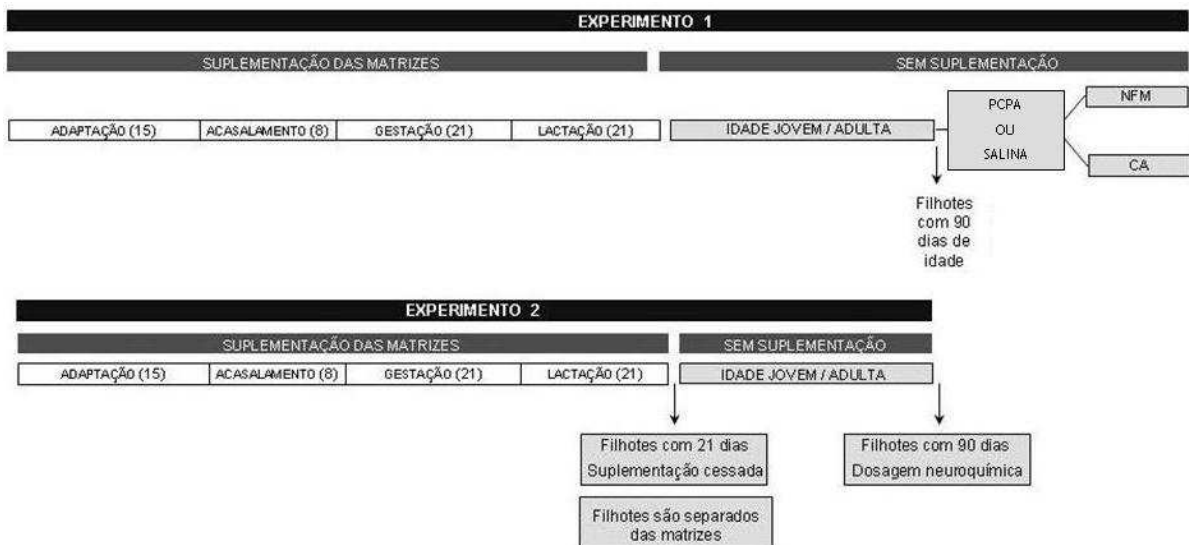 EXPERIMENTO 1
SUPLEMENTAÇÃO DAS MATRIZES
SEM SUPLEMENTAÇÃO
ADAPTAÇÃO (15)
ACASALAMENTO (8)
GESTAÇÃO (21)
LACTAÇÃO (21)
IDADE JOVEM / ADULTA
PCPA
OU
SALINA
NFM
CA
Filhotes
com 90
dias de
idade
EXPERIMENTO 2
SUPLEMENTAÇÃO DAS MATRIZES
SEM SUPLEMENTAÇÃO
ADAPTAÇÃO (15)
ACASALAMENTO (8)
GESTAÇÃO (21)
LACTAÇÃO (21)
IDADE JOVEM / ADULTA
Filhotes com 21 dias
Suplementação cessada
Filhotes com 90 dias
Dosagem neuroquímica
Filhotes são separados
das matrizes